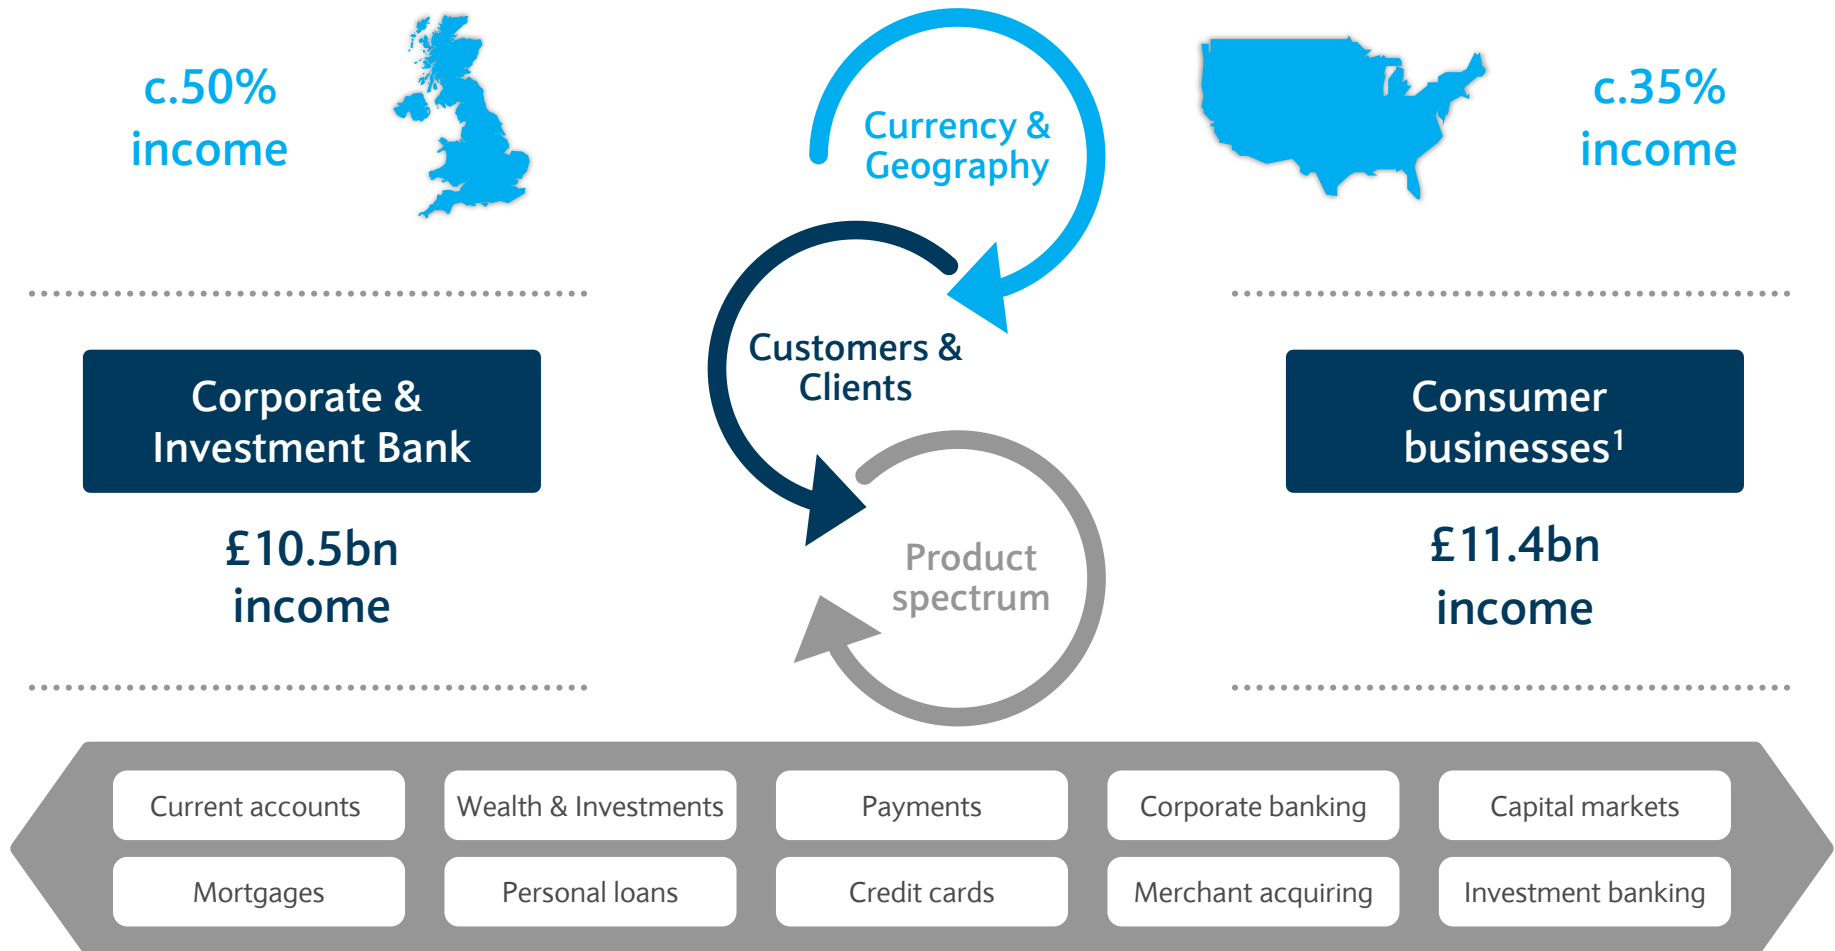 c.50%
income
Currency &
Geography
c.35%
income
Customers &
Clients
Corporate &
Investment Bank
£10.5bn
income
Consumer
businesses¹
£11.4bn
income
Product
spectrum
Current accounts
Wealth & Investments
Payments
Corporate banking
Capital markets
Mortgages
Personal loans
Credit cards
Merchant acquiring
Investment banking